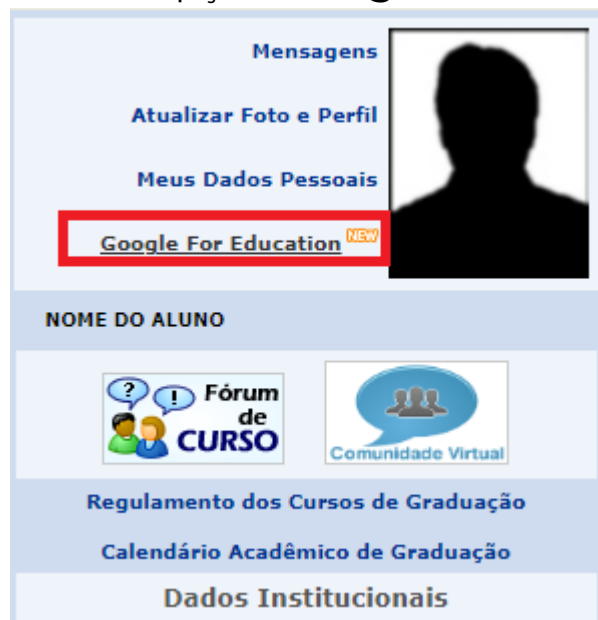 Mensagens
Atualizar Foto e Perfil
Meus Dados Pessoais
Google For Education NEW
NOME DO ALUNO
? ! Fórum
de
CURSO
Comunidade Virtual
Regulamento dos Cursos de Graduação
Calendário Acadêmico de Graduação
Dados Institucionais